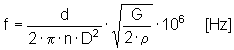 f = d / (2 · π · n · D²) · √(G / (2 · ρ)) · 10⁶ [Hz]